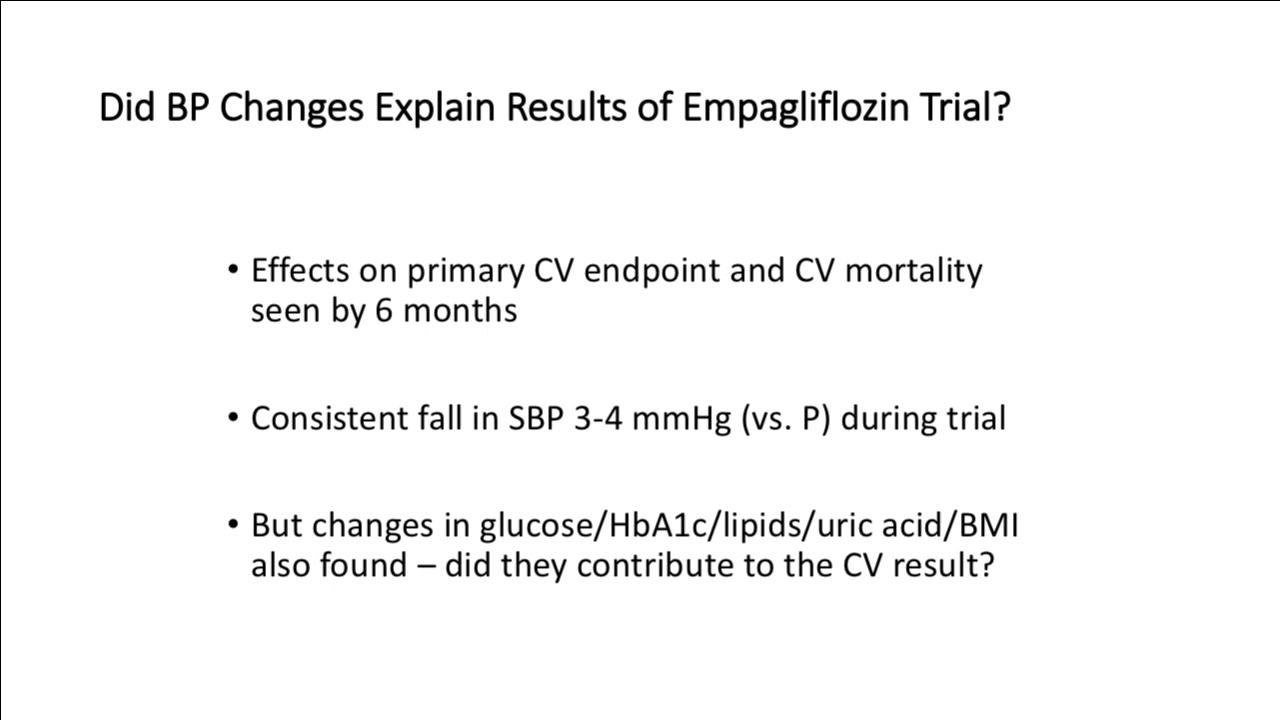 Did BP Changes Explain Results of Empagliflozin Trial?
• Effects on primary CV endpoint and CV mortality
seen by 6 months
• Consistent fall in SBP 3-4 mmHg (vs. P) during trial
• But changes in glucose/HbA1c/lipids/uric acid/BMI
also found – did they contribute to the CV result?